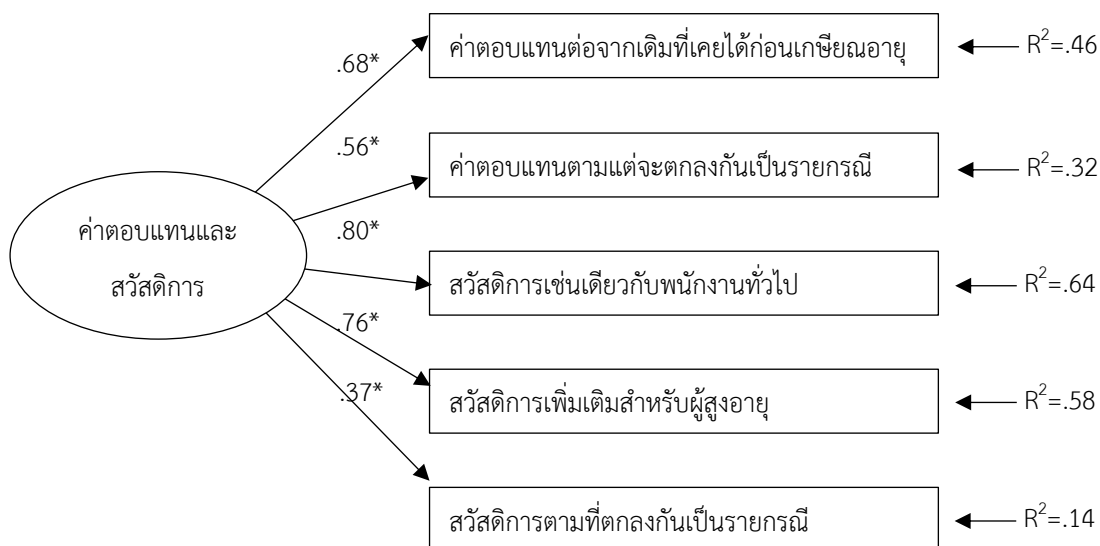 .68*
ค่าตอบแทนต่อจากเดิมที่เคยได้ก่อนเกษียณอายุ
R²=.46
.56*
ค่าตอบแทนตามแต่จะตกลงกันเป็นรายกรณี
R²=.32
ค่าตอบแทนและ
สวัสดิการ
.80*
สวัสดิการเช่นเดียวกับพนักงานทั่วไป
R²=.64
.76*
สวัสดิการเพิ่มเติมสำหรับผู้สูงอายุ
R²=.58
.37*
สวัสดิการตามที่ตกลงกันเป็นรายกรณี
R²=.14